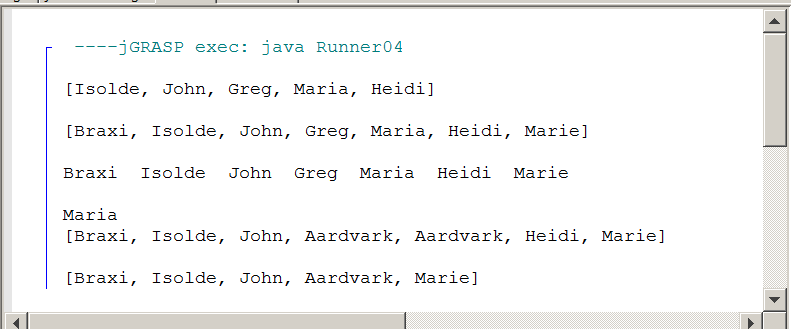 ----jGRASP exec: java Runner04
[Isolde, John, Greg, Maria, Heidi]
[Braxi, Isolde, John, Greg, Maria, Heidi, Marie]
Braxi  Isolde  John  Greg  Maria  Heidi  Marie
Maria
[Braxi, Isolde, John, Aardvark, Aardvark, Heidi, Marie]
[Braxi, Isolde, John, Aardvark, Marie]